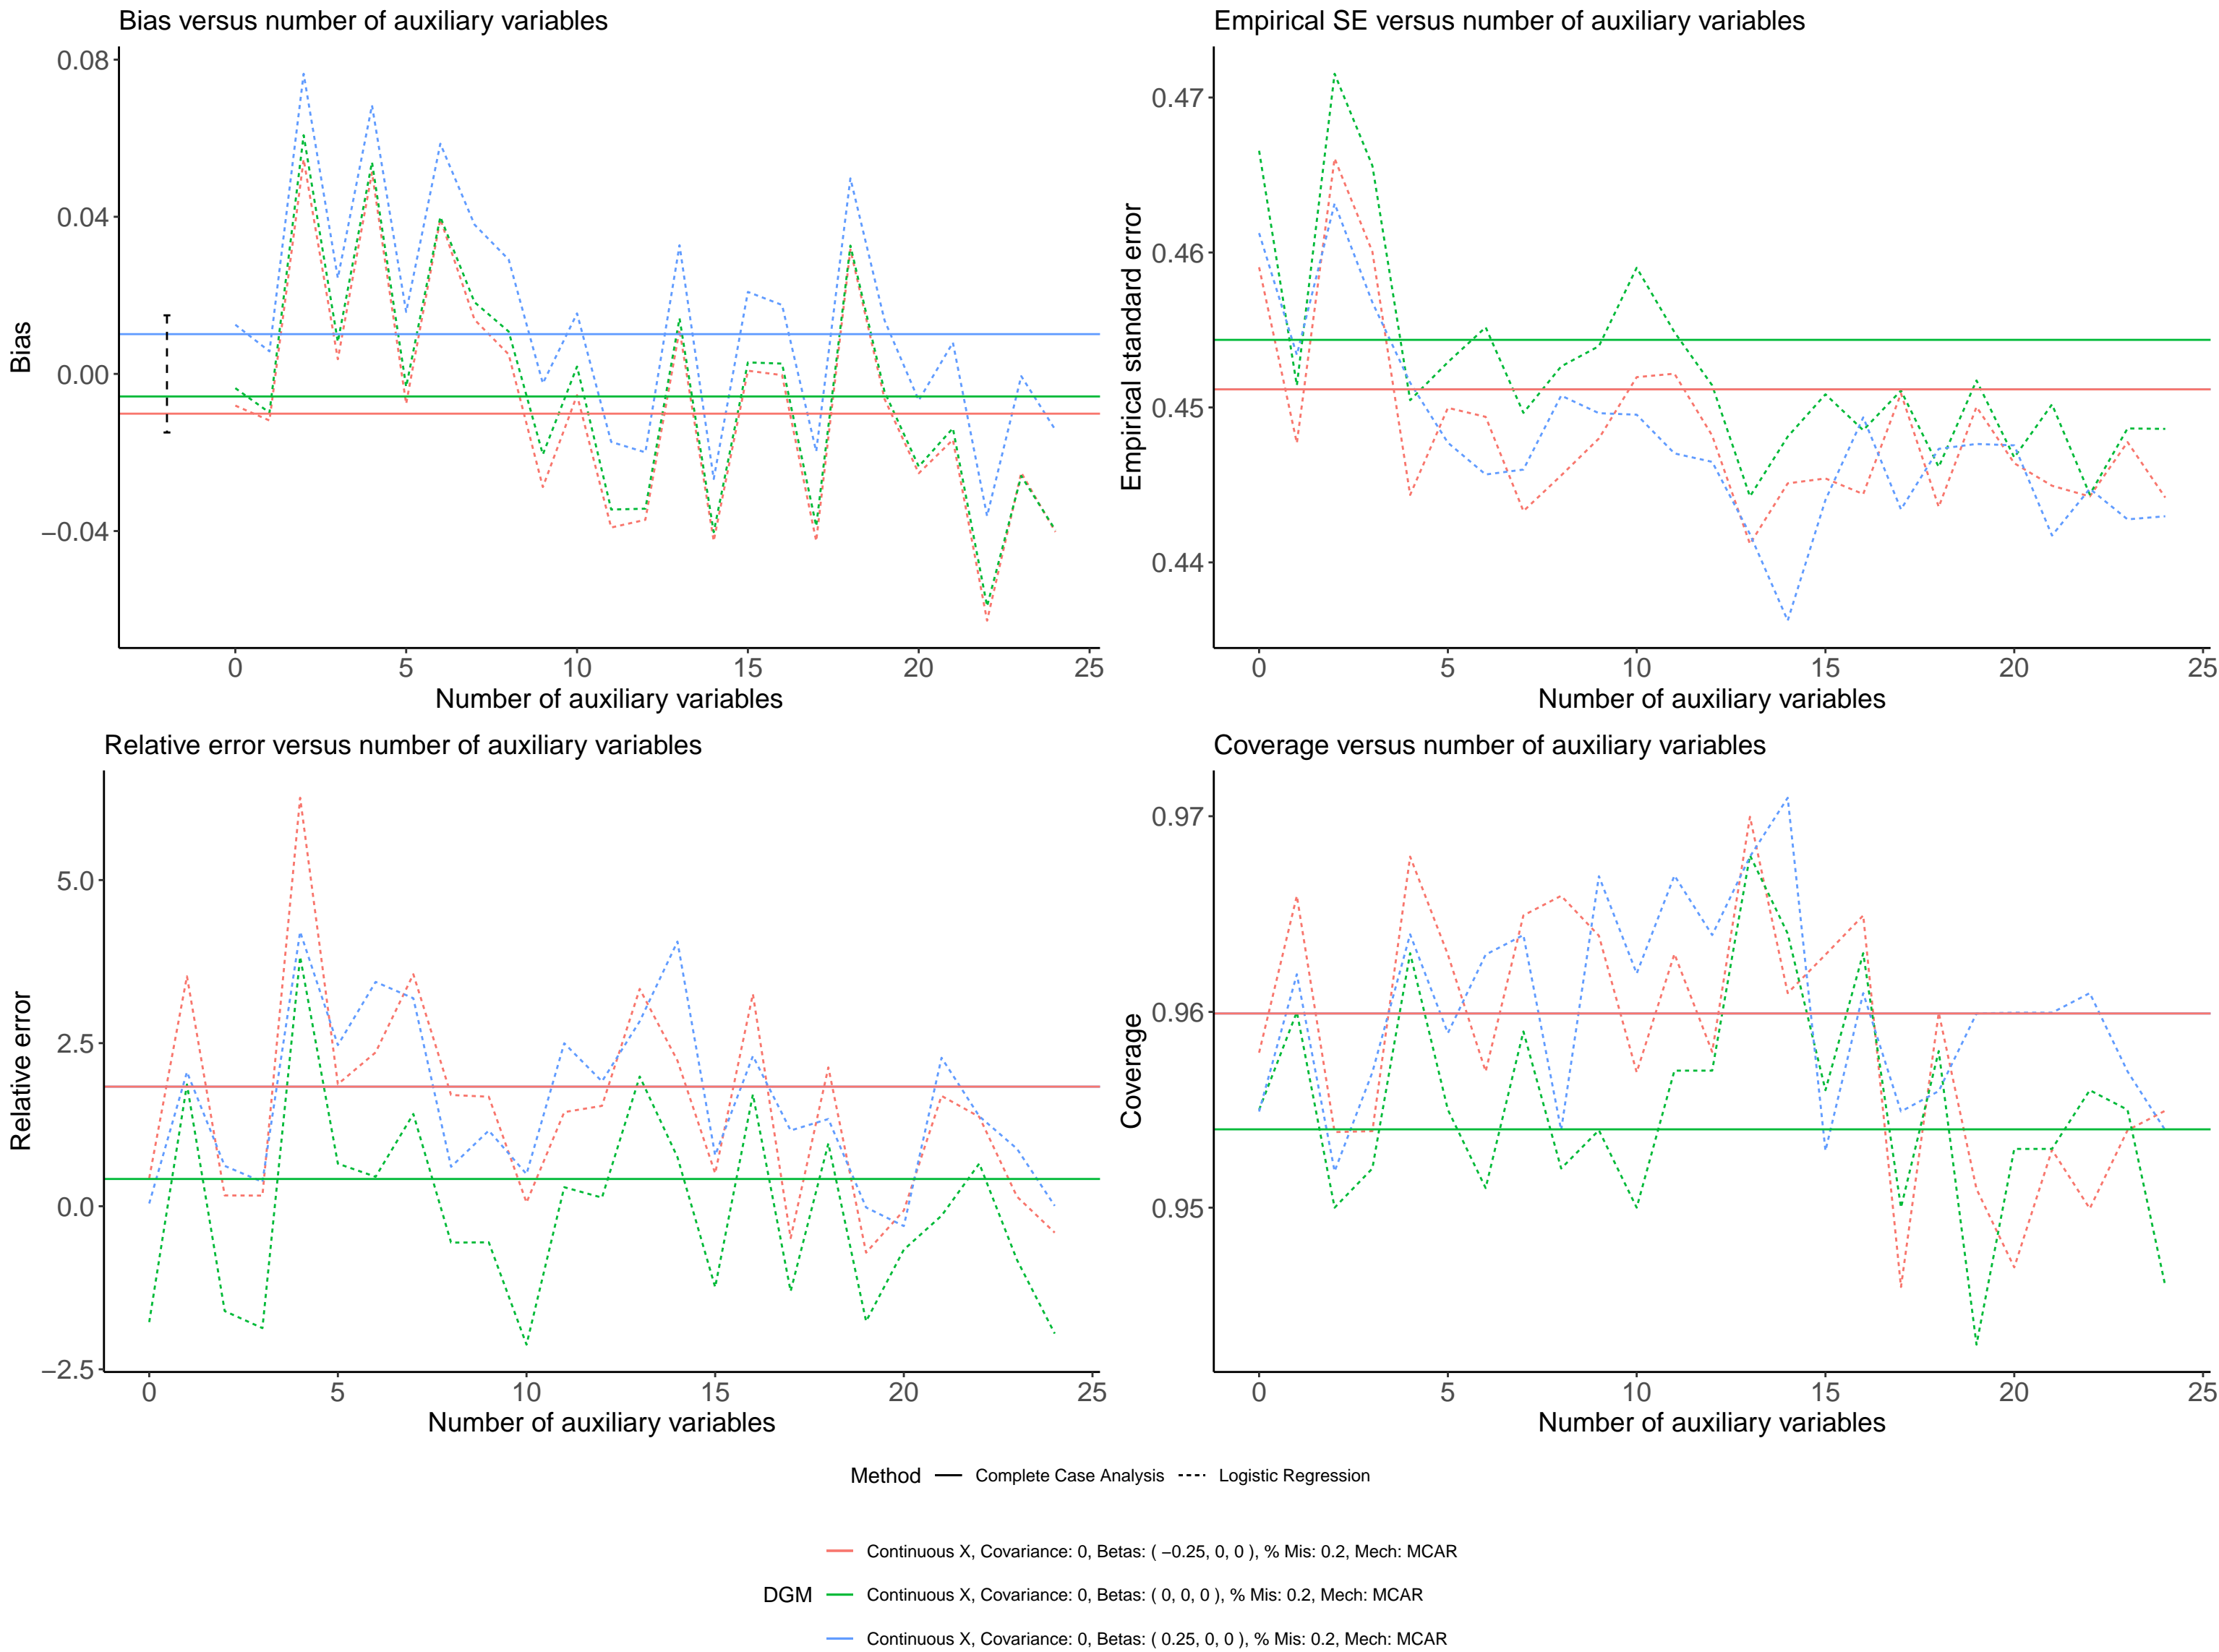 Bias versus number of auxiliary variables
0.08
0.04
0.00
−0.04
Bias
0 5 10 15 20 25
Number of auxiliary variables
Empirical SE versus number of auxiliary variables
0.47
0.46
0.45
0.44
Empirical standard error
0 5 10 15 20 25
Number of auxiliary variables
Relative error versus number of auxiliary variables
5.0
2.5
0.0
−2.5
Relative error
0 5 10 15 20 25
Number of auxiliary variables
Coverage versus number of auxiliary variables
0.97
0.96
0.95
Coverage
0 5 10 15 20 25
Number of auxiliary variables
Method Complete Case Analysis Logistic Regression
Continuous X, Covariance: 0, Betas: ( −0.25, 0, 0 ), % Mis: 0.2, Mech: MCAR
DGM Continuous X, Covariance: 0, Betas: ( 0, 0, 0 ), % Mis: 0.2, Mech: MCAR
Continuous X, Covariance: 0, Betas: ( 0.25, 0, 0 ), % Mis: 0.2, Mech: MCAR